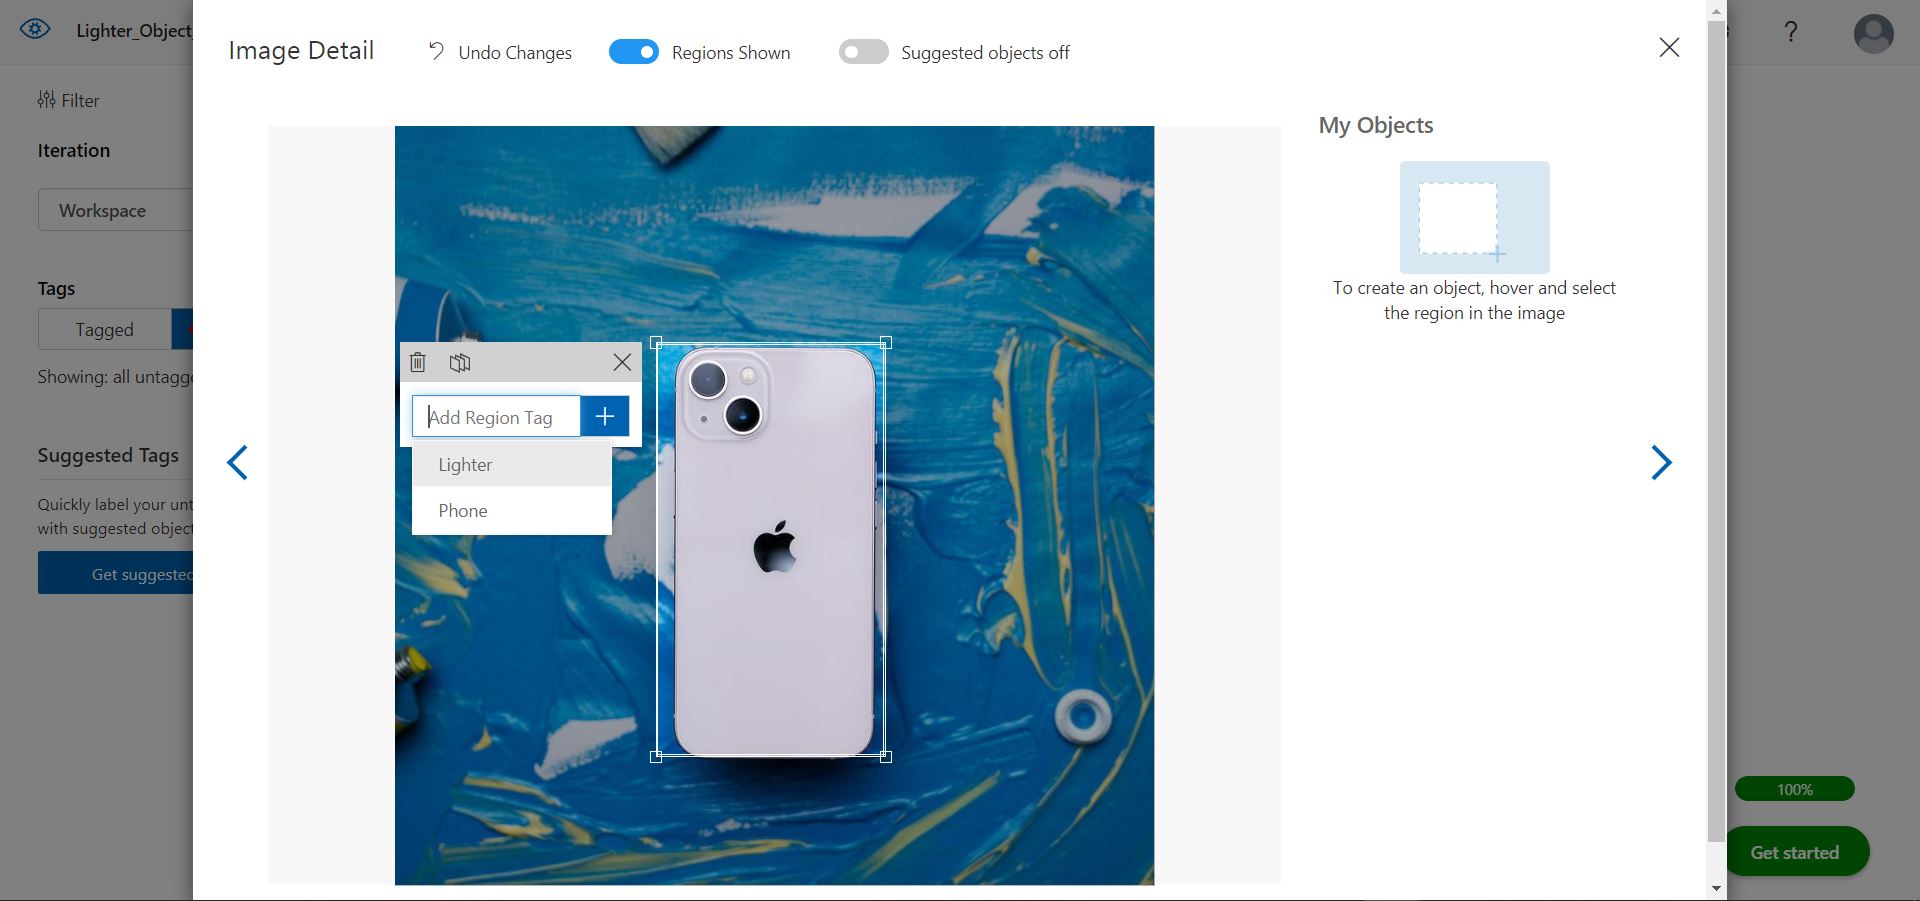 Lighter_Object
Image Detail
Undo Changes
Regions Shown
Suggested objects off
?
Filter
Iteration
Workspace
Tags
Tagged
Showing: all untagge
Suggested Tags
Quickly label your unt
with suggested object
Get suggested
Add Region Tag
Lighter
Phone
My Objects
To create an object, hover and select
the region in the image
100%
Get started